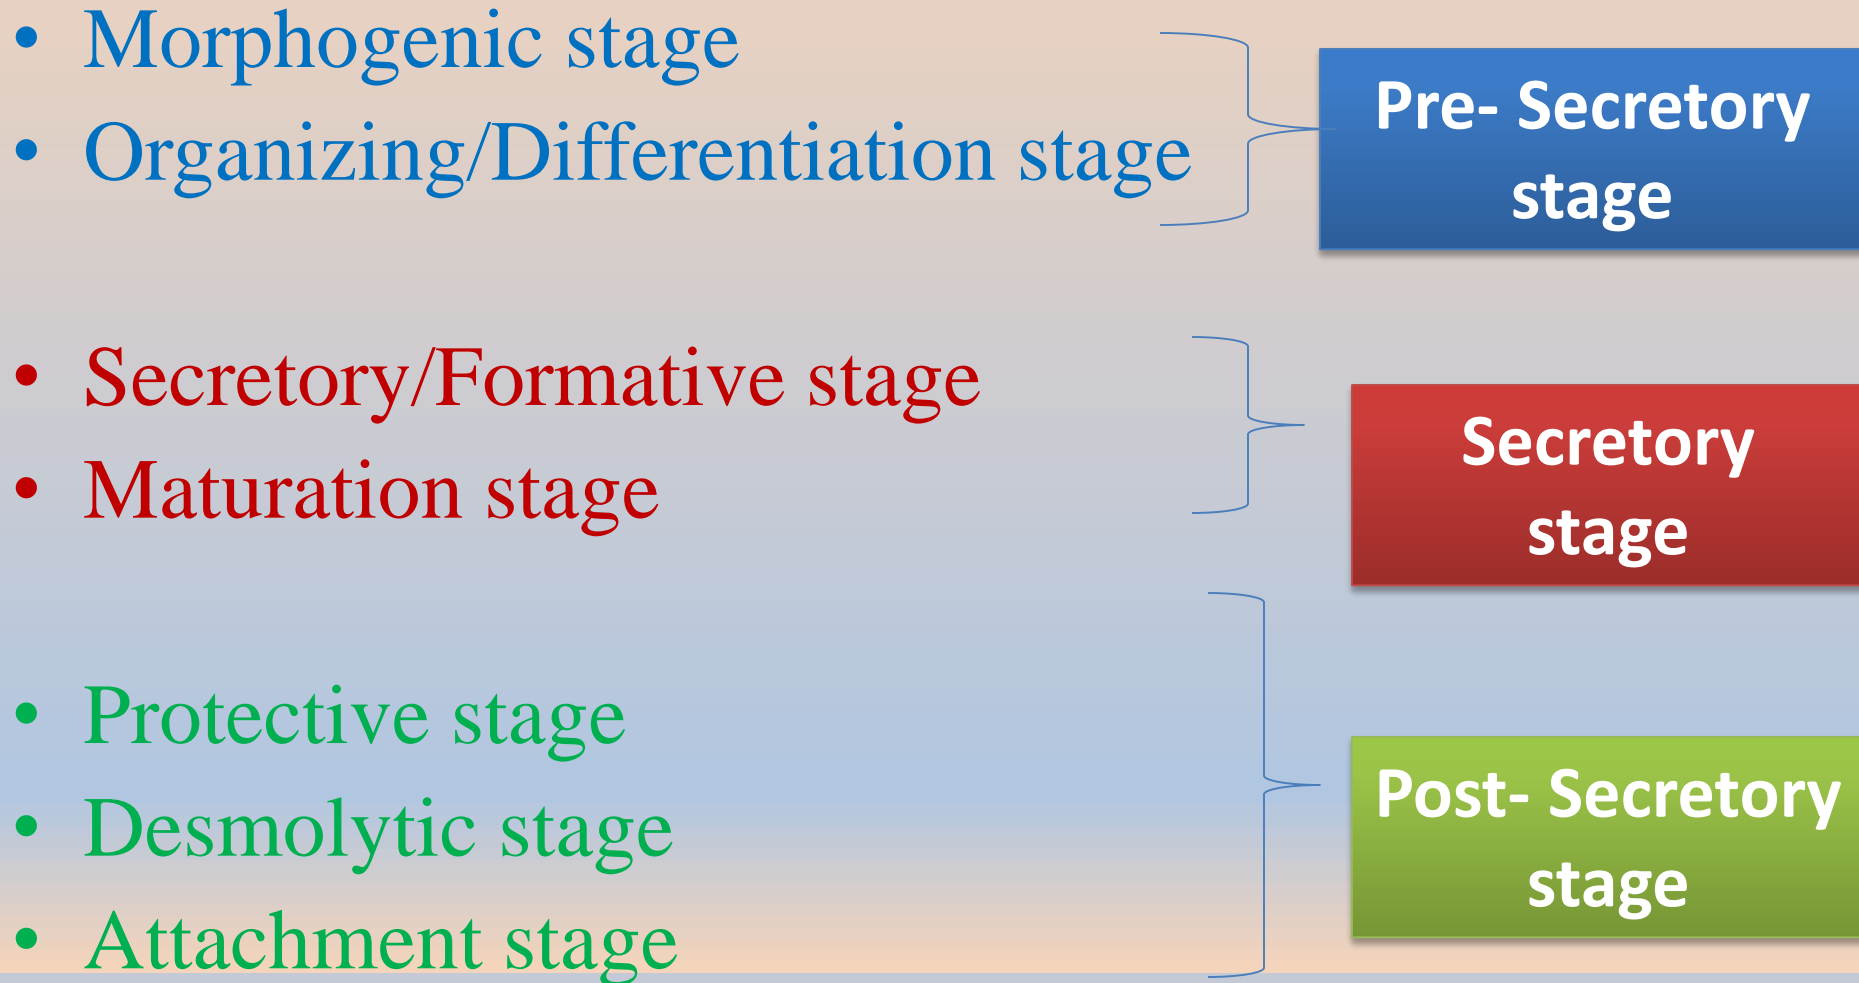 • Morphogenic stage
• Organizing/Differentiation stage
Pre- Secretory
stage
• Secretory/Formative stage
• Maturation stage
Secretory
stage
• Protective stage
• Desmolytic stage
• Attachment stage
Post- Secretory
stage